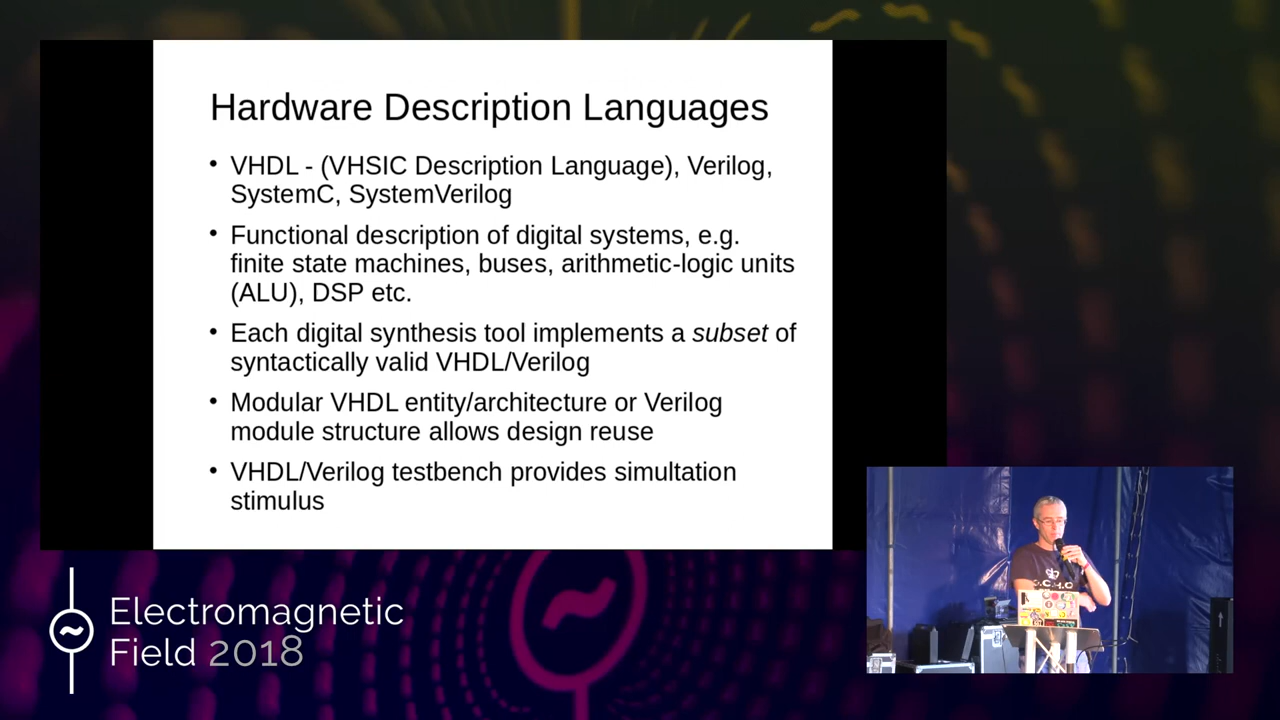 Hardware Description Languages
• VHDL - (VHSIC Description Language), Verilog,
SystemC, SystemVerilog
• Functional description of digital systems, e.g.
finite state machines, buses, arithmetic-logic units
(ALU), DSP etc.
• Each digital synthesis tool implements a subset of
syntactically valid VHDL/Verilog
• Modular VHDL entity/architecture or Verilog
module structure allows design reuse
• VHDL/Verilog testbench provides simultation
stimulus
Electromagnetic
Field 2018